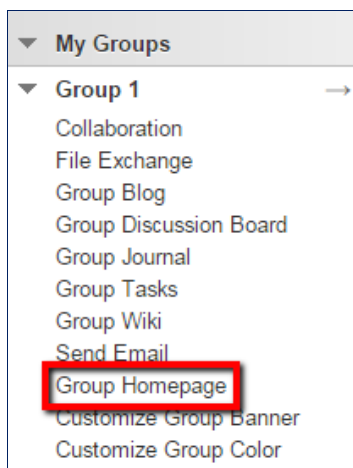 My Groups
Group 1
Collaboration
File Exchange
Group Blog
Group Discussion Board
Group Journal
Group Tasks
Group Wiki
Send Email
Group Homepage
Customize Group Banner
Customize Group Color